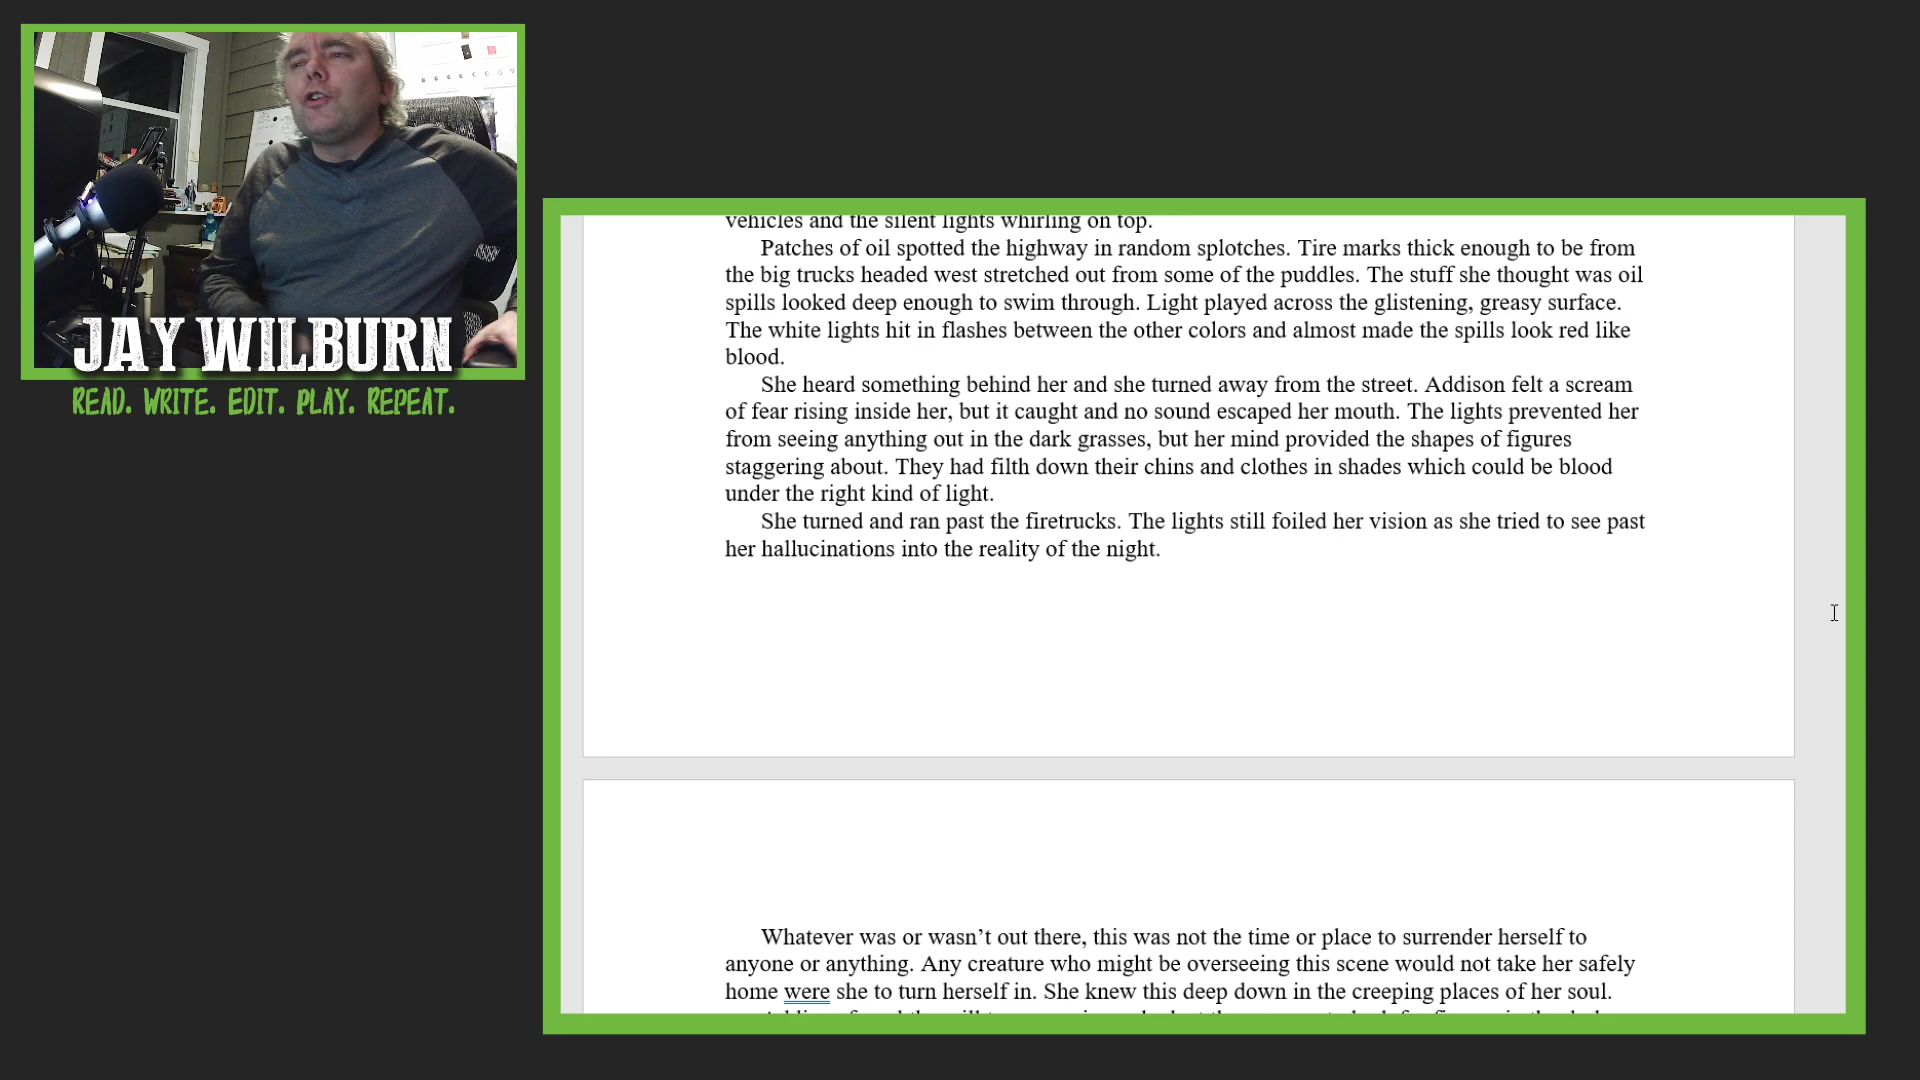 JAY WILBURN
READ. WRITE. EDIT. PLAY. REPEAT.
vehicles and the silent lights whirling on top.
Patches of oil spotted the highway in random splotches. Tire marks thick enough to be from
the big trucks headed west stretched out from some of the puddles. The stuff she thought was oil
spills looked deep enough to swim through. Light played across the glistening, greasy surface.
The white lights hit in flashes between the other colors and almost made the spills look red like
blood.
She heard something behind her and she turned away from the street. Addison felt a scream
of fear rising inside her, but it caught and no sound escaped her mouth. The lights prevented her
from seeing anything out in the dark grasses, but her mind provided the shapes of figures
staggering about. They had filth down their chins and clothes in shades which could be blood
under the right kind of light.
She turned and ran past the firetrucks. The lights still foiled her vision as she tried to see past
her hallucinations into the reality of the night.
Whatever was or wasn’t out there, this was not the time or place to surrender herself to
anyone or anything. Any creature who might be overseeing this scene would not take her safely
home were she to turn herself in. She knew this deep down in the creeping places of her soul.